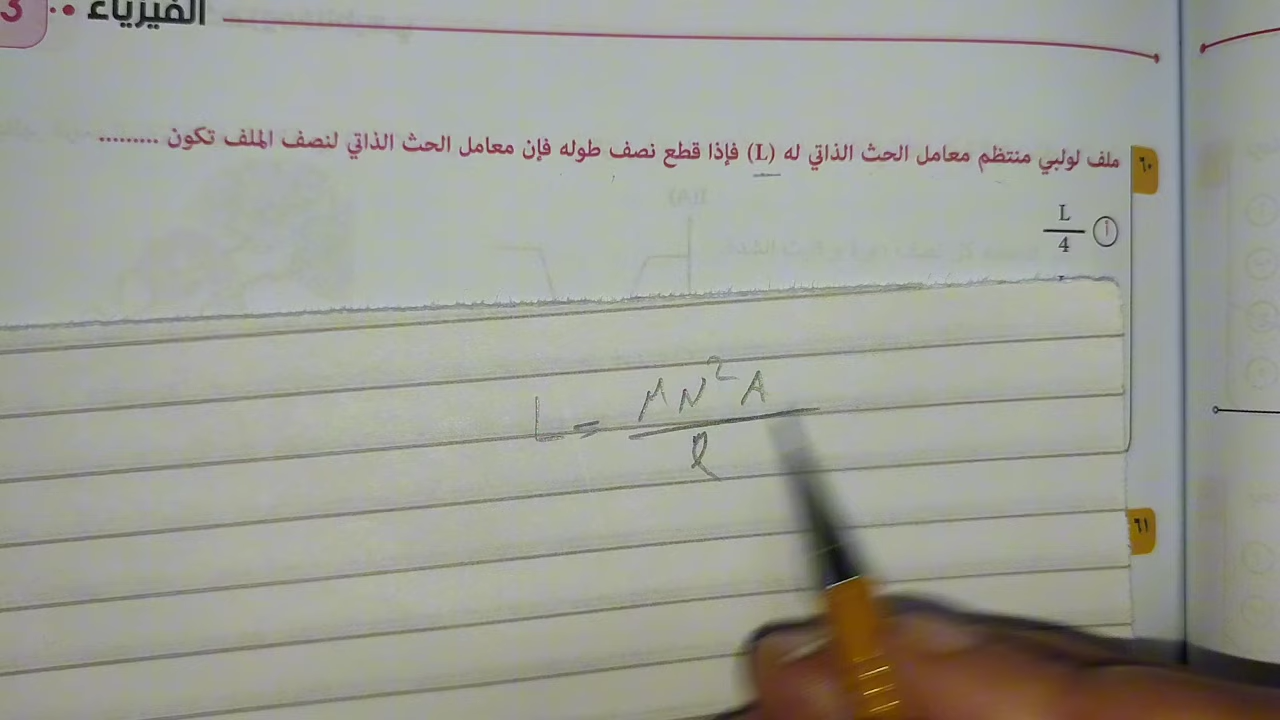 الفيزياء
٦٠ ملف لولبي منتظم معامل الحث الذاتي له (L) فإذا قطع نصف طوله فإن معامل الحث الذاتي لنصف الملف تكون .........
أ L/4
L = μN²A/ℓ
٦١